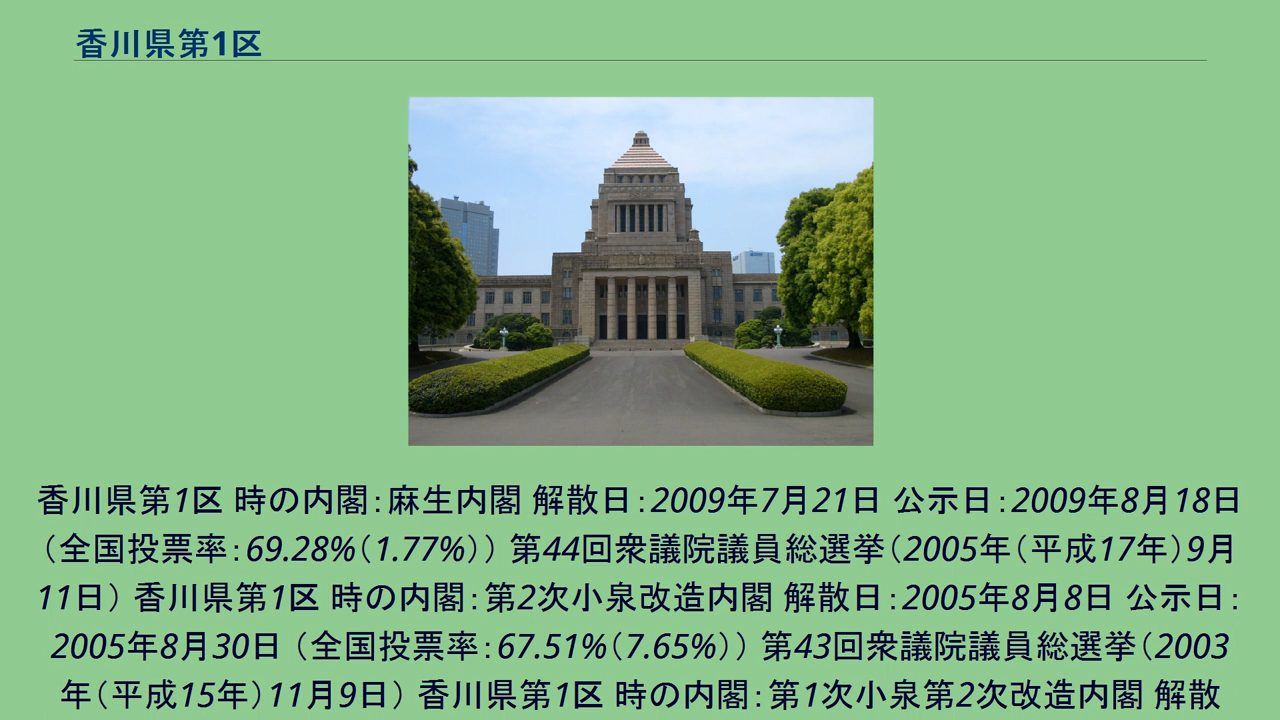 香川県第1区
香川県第1区 時の内閣：麻生内閣 解散日：2009年7月21日 公示日：2009年8月18日
（全国投票率：69.28%（1.77%）） 第44回衆議院議員総選挙（2005年（平成17年）9月
11日） 香川県第1区 時の内閣：第2次小泉改造内閣 解散日：2005年8月8日 公示日：
2005年8月30日 （全国投票率：67.51%（7.65%）） 第43回衆議院議員総選挙（2003
年（平成15年）11月9日） 香川県第1区 時の内閣：第1次小泉第2次改造内閣 解散